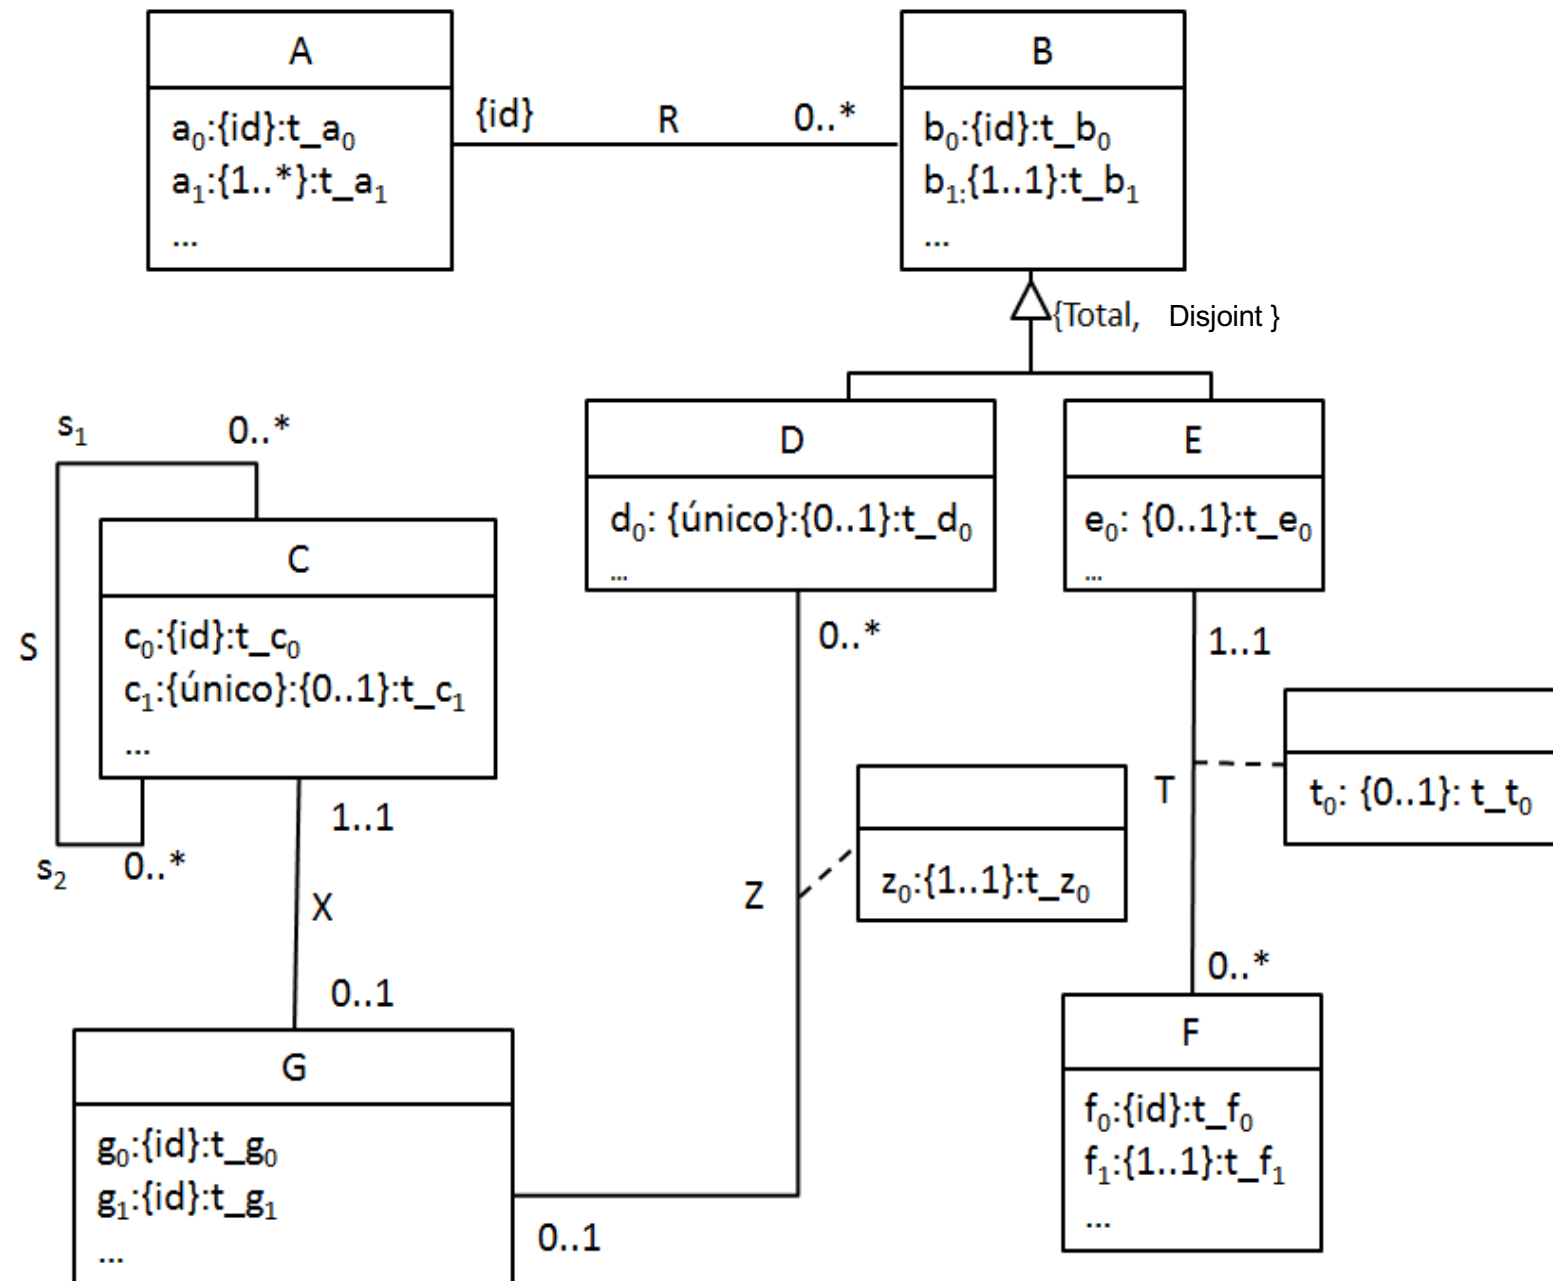 A
a₀:{id}:t_a₀
a₁:{1..*}:t_a₁
...
{id}
R
0..*
B
b₀:{id}:t_b₀
b₁:{1..1}:t_b₁
...
{Total, Disjoint }
D
d₀: {único}:{0..1}:t_d₀
...
E
e₀: {0..1}:t_e₀
...
s₁
0..*
C
c₀:{id}:t_c₀
c₁:{único}:{0..1}:t_c₁
...
S
s₂
0..*
1..1
X
0..1
G
g₀:{id}:t_g₀
g₁:{id}:t_g₁
...
0..*
Z
z₀:{1..1}:t_z₀
0..1
1..1
T
t₀: {0..1}: t_t₀
0..*
F
f₀:{id}:t_f₀
f₁:{1..1}:t_f₁
...